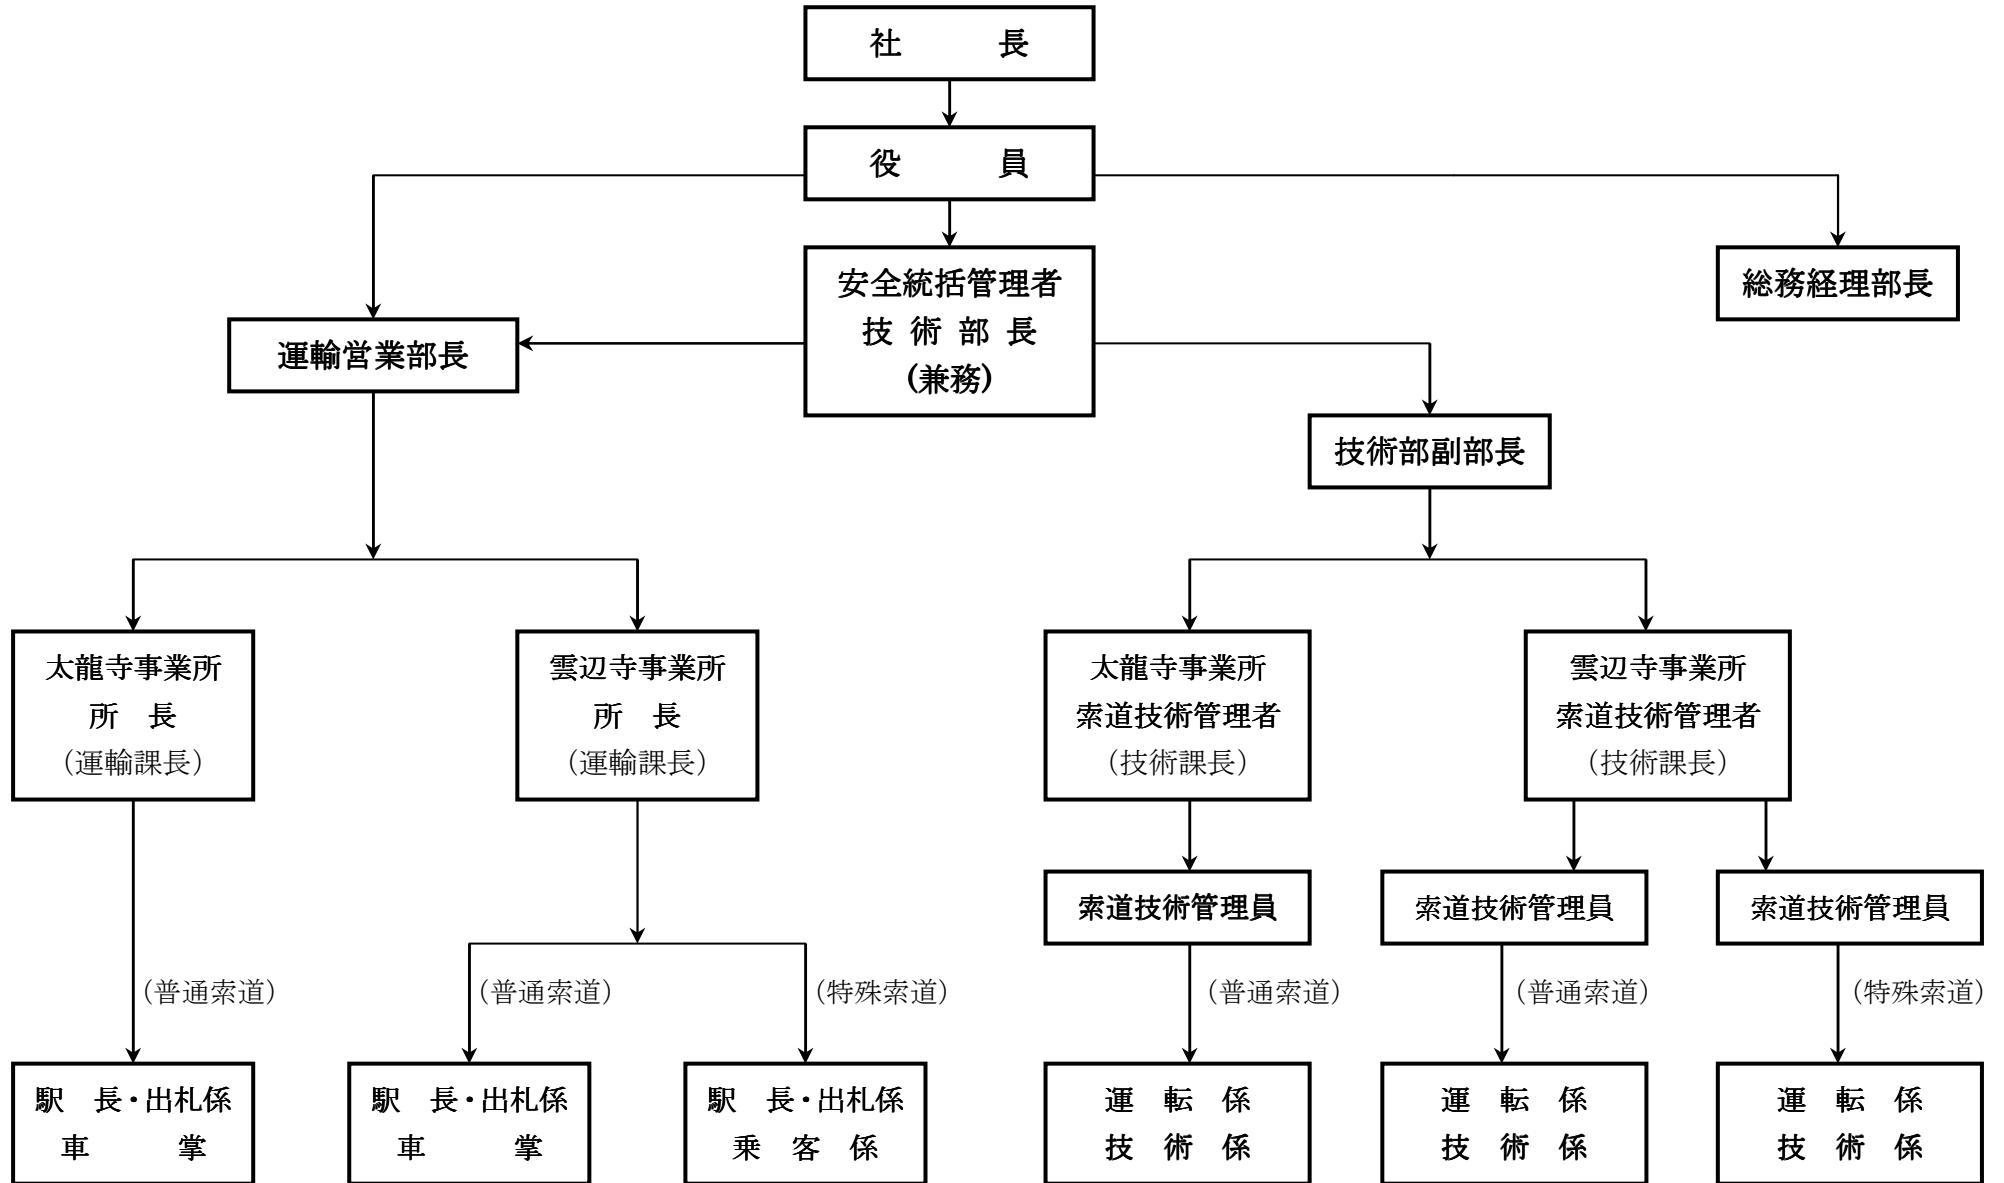 社　　　長
役　　　員
安全統括管理者
技 術 部 長
(兼務)
総務経理部長
運輸営業部長
技術部副部長
太龍寺事業所
所　長
（運輸課長）
雲辺寺事業所
所　長
（運輸課長）
太龍寺事業所
索道技術管理者
（技術課長）
雲辺寺事業所
索道技術管理者
（技術課長）
索道技術管理員
索道技術管理員
索道技術管理員
（普通索道）
（普通索道）
（特殊索道）
（普通索道）
（普通索道）
（特殊索道）
駅　長・出札係
車　　　掌
駅　長・出札係
車　　　掌
駅　長・出札係
乗　客　係
運　転　係
技　術　係
運　転　係
技　術　係
運　転　係
技　術　係